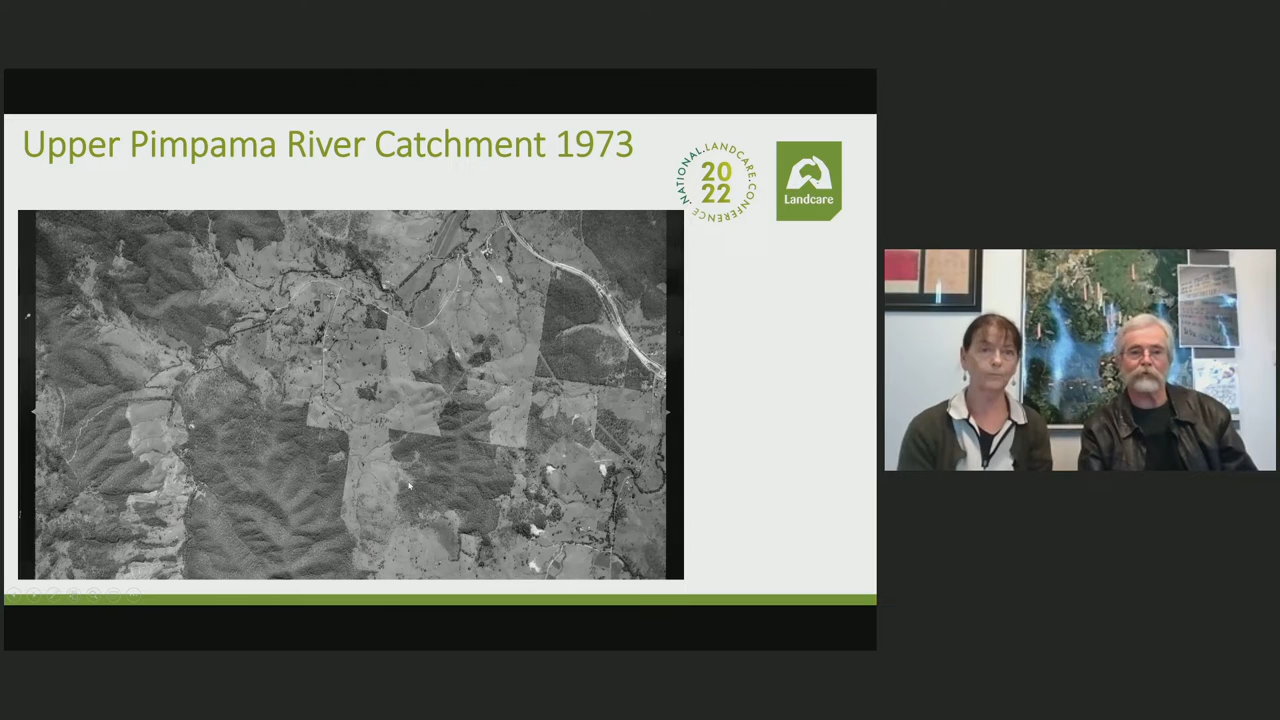 Upper Pimpama River Catchment 1973
NATIONAL.LANDCARE.CONFERENCE.
20
22
Landcare